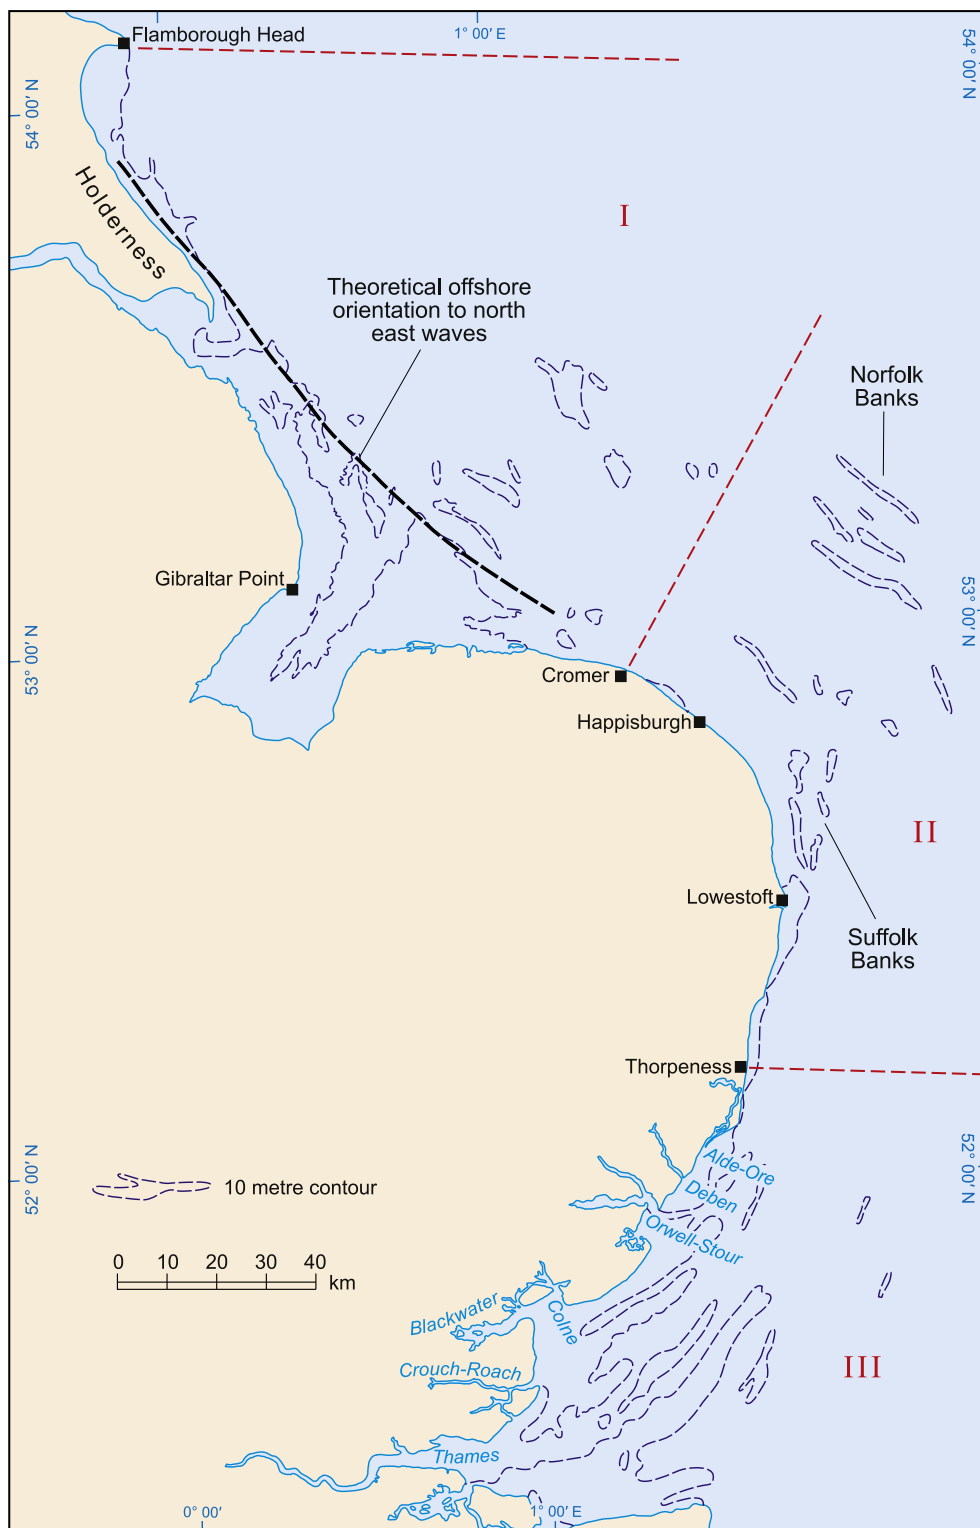 1° 00′ E
Flamborough Head
54° 00′ N
54° 00′ N
Holderness
I
Theoretical offshore
orientation to north
east waves
Norfolk
Banks
Gibraltar Point
53° 00′ N
53° 00′ N
Cromer
Happisburgh
II
Lowestoft
Suffolk
Banks
Thorpeness
52° 00′ N
52° 00′ N
Alde-Ore
Deben
10 metre contour
Orwell-Stour
0 10 20 30 40
km
Blackwater
Colne
Crouch-Roach
III
Thames
0° 00′
1° 00′ E